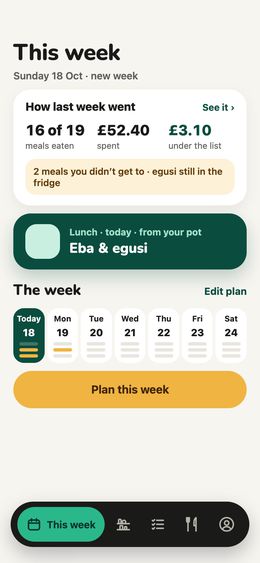 This week
Sunday 18 Oct · new week
How last week went
See it ›
16 of 19 £52.40 £3.10
meals eaten spent under the list
2 meals you didn’t get to · egusi still in the
fridge
Lunch · today · from your pot
Eba & egusi
The week
Edit plan
Today Mon Tue Wed Thu Fri Sat
18 19 20 21 22 23 24
Plan this week
This week